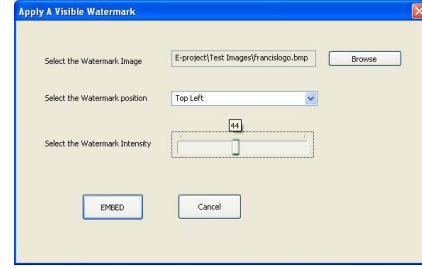 Apply A Visible Watermark
Select the Watermark Image E-project\Test Images\francislogo.bmp Browse
Select the Watermark position Top Left
44
Select the Watermark Intensity
EMBED Cancel